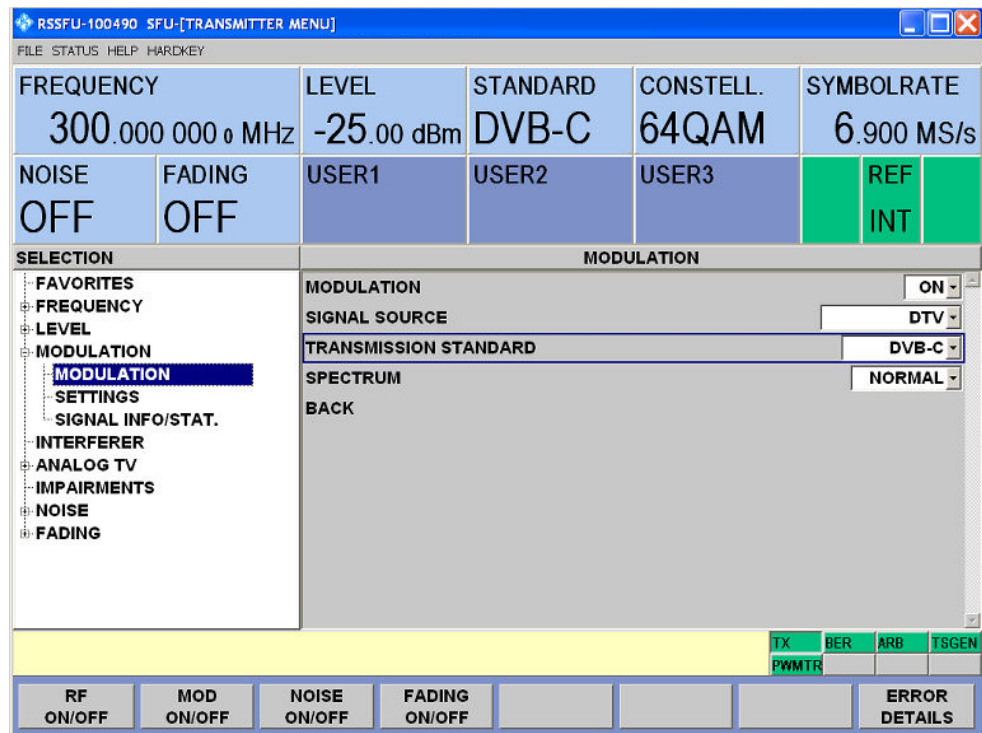 RSSFU-100490 SFU-[TRANSMITTER MENU]
FILE STATUS HELP HARDKEY
FREQUENCY
300.000 000 0 MHz
LEVEL
-25.00 dBm
STANDARD
DVB-C
CONSTELL.
64QAM
SYMBOLRATE
6.900 MS/s
NOISE
OFF
FADING
OFF
USER1
USER2
USER3
REF
INT
SELECTION
FAVORITES
FREQUENCY
LEVEL
MODULATION
MODULATION
SETTINGS
SIGNAL INFO/STAT.
INTERFERER
ANALOG TV
IMPAIRMENTS
NOISE
FADING
MODULATION
MODULATION ON
SIGNAL SOURCE DTV
TRANSMISSION STANDARD DVB-C
SPECTRUM NORMAL
BACK
TX BER ARB TSGEN
PWMTR
RF
ON/OFF
MOD
ON/OFF
NOISE
ON/OFF
FADING
ON/OFF
ERROR
DETAILS